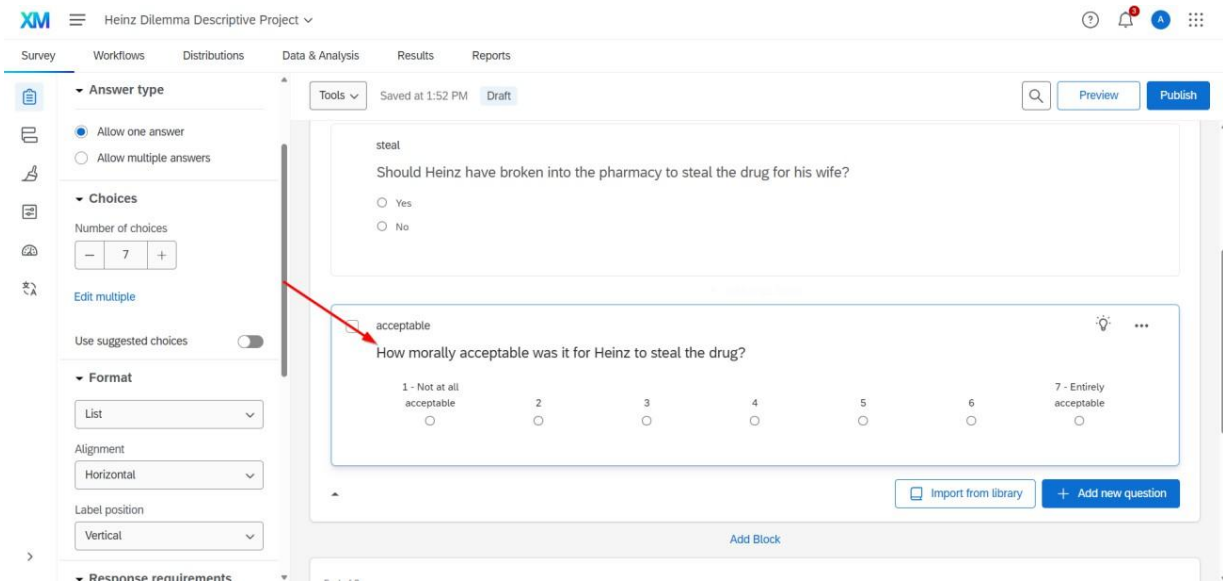 XM Heinz Dilemma Descriptive Project
? 3 A
Survey Workflows Distributions Data & Analysis Results Reports
Answer type
Allow one answer
Allow multiple answers
Choices
Number of choices
− 7 +
Edit multiple
Use suggested choices
Format
List
Alignment
Horizontal
Label position
Vertical
Response requirements
Tools Saved at 1:52 PM Draft Preview Publish
steal
Should Heinz have broken into the pharmacy to steal the drug for his wife?
Yes
No
acceptable
How morally acceptable was it for Heinz to steal the drug?
1 - Not at all acceptable 2 3 4 5 6 7 - Entirely acceptable
Import from library + Add new question
Add Block